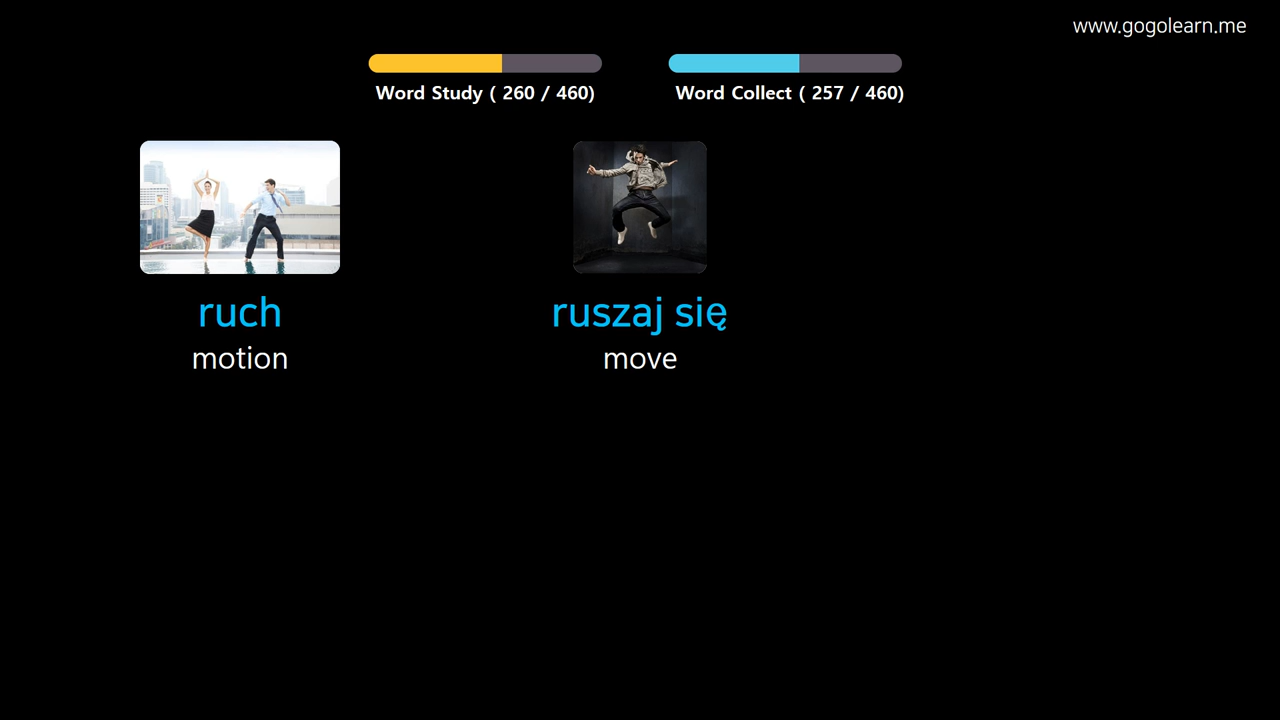 www.gogolearn.me
Word Study ( 260 / 460)
Word Collect ( 257 / 460)
ruch
motion
ruszaj się
move